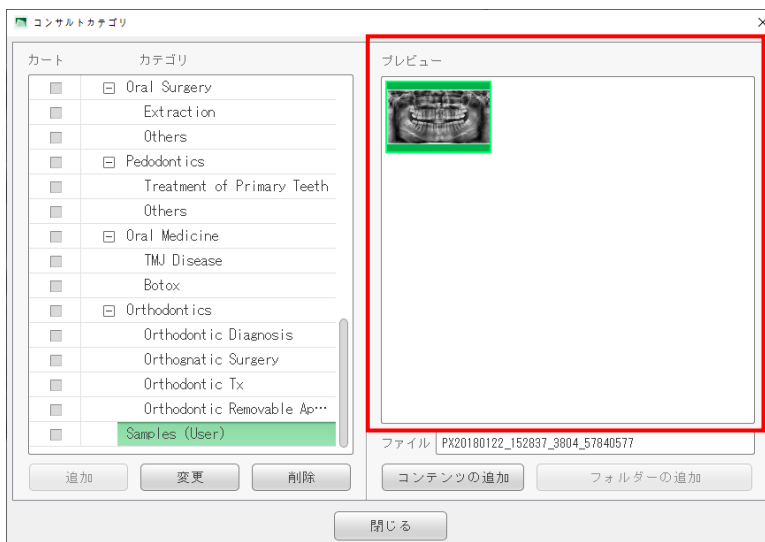 コンサルトカテゴリ
カート カテゴリ
Oral Surgery
Extraction
Others
Pedodontics
Treatment of Primary Teeth
Others
Oral Medicine
TMJ Disease
Botox
Orthodontics
Orthodontic Diagnosis
Orthognatic Surgery
Orthodontic Tx
Orthodontic Removable Ap…
Samples (User)
追加 変更 削除
プレビュー
ファイル PX20180122_152837_3804_57840577
コンテンツの追加 フォルダーの追加
閉じる